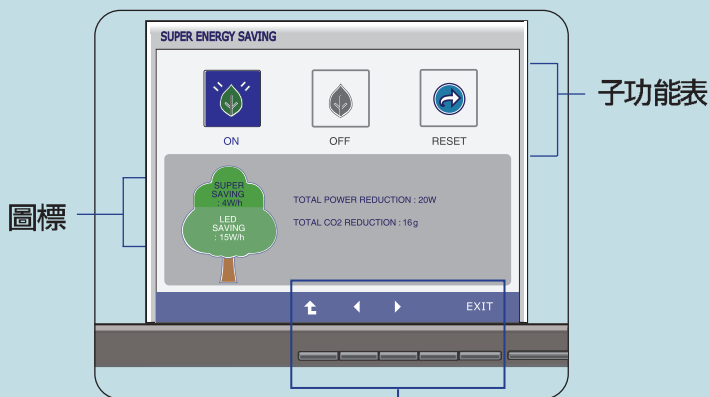 SUPER ENERGY SAVING
子功能表
ON
OFF
RESET
圖標
SUPER
SAVING
: 4W/h
LED
SAVING
: 15W/h
TOTAL POWER REDUCTION : 20W
TOTAL CO2 REDUCTION : 16g
EXIT